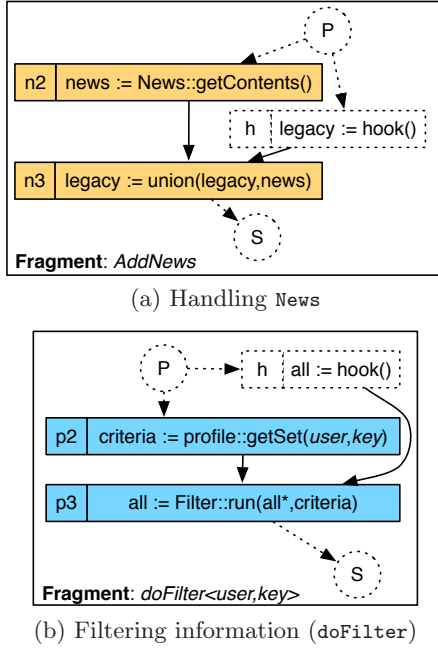 P
n2 news := News::getContents()
h legacy := hook()
n3 legacy := union(legacy,news)
S
Fragment: AddNews
(a) Handling News
P
h all := hook()
p2 criteria := profile::getSet(user,key)
p3 all := Filter::run(all*,criteria)
S
Fragment: doFilter<user,key>
(b) Filtering information (doFilter)